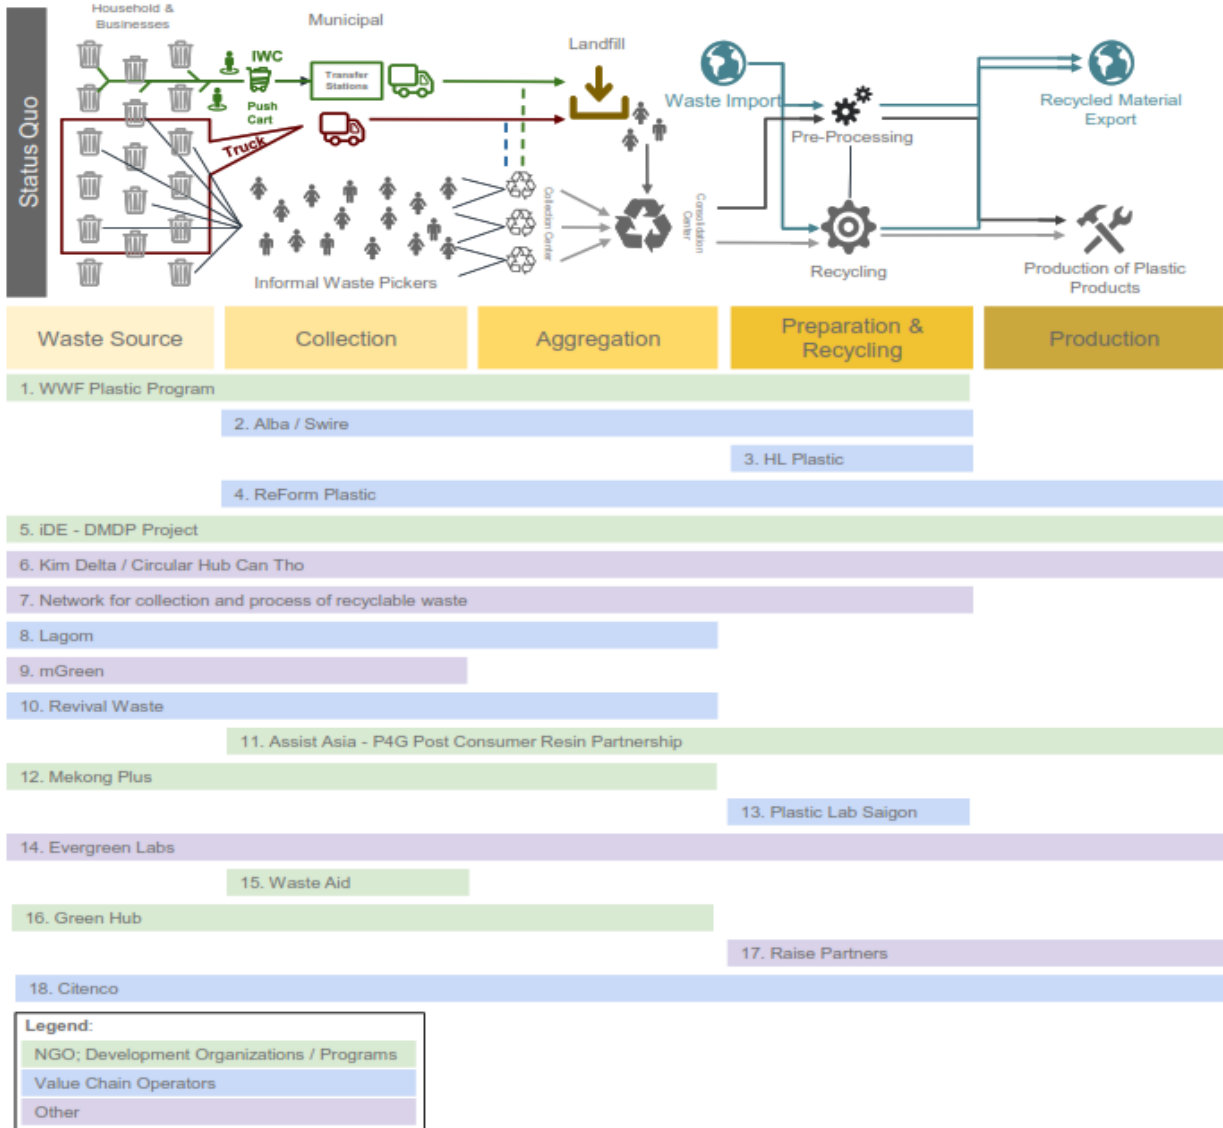 Household &
Businesses
Municipal
Landfill
IWC
Transfer
Stations
Push
Cart
Truck
Waste Import
Pre-Processing
Recycled Material
Export
Status Quo
Collection Center
Consolidation
Center
Informal Waste Pickers
Recycling
Production of Plastic
Products
Waste Source
Collection
Aggregation
Preparation &
Recycling
Production
1. WWF Plastic Program
2. Alba / Swire
3. HL Plastic
4. ReForm Plastic
5. iDE - DMDP Project
6. Kim Delta / Circular Hub Can Tho
7. Network for collection and process of recyclable waste
8. Lagom
9. mGreen
10. Revival Waste
11. Assist Asia - P4G Post Consumer Resin Partnership
12. Mekong Plus
13. Plastic Lab Saigon
14. Evergreen Labs
15. Waste Aid
16. Green Hub
17. Raise Partners
18. Citenco
Legend:
NGO; Development Organizations / Programs
Value Chain Operators
Other